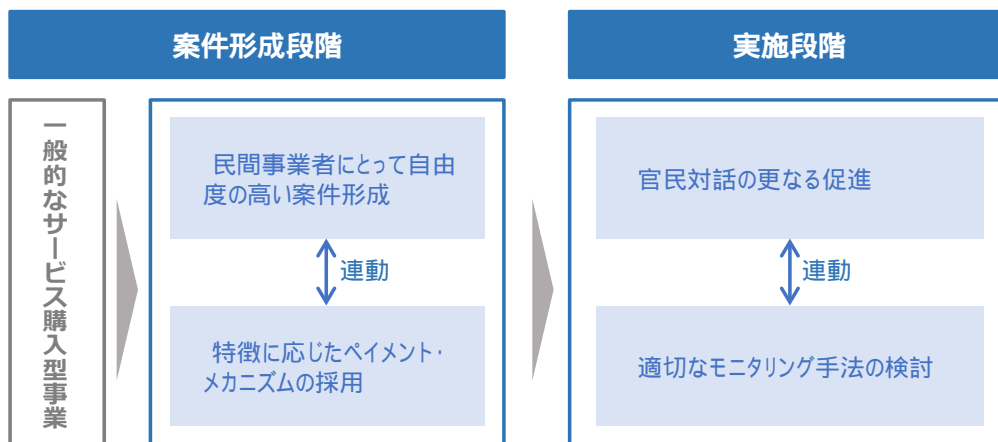 案件形成段階
実施段階
一般的なサービス購入型事業
民間事業者にとって自由
度の高い案件形成
連動
特徴に応じたペイメント・
メカニズムの採用
官民対話の更なる促進
連動
適切なモニタリング手法の検討